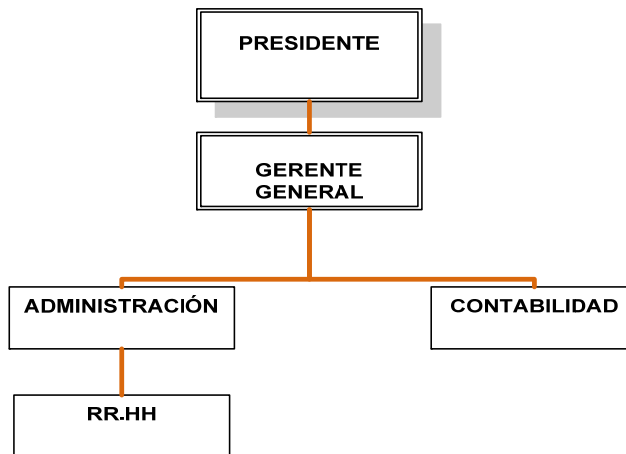 PRESIDENTE
GERENTE
GENERAL
ADMINISTRACIÓN
CONTABILIDAD
RR.HH